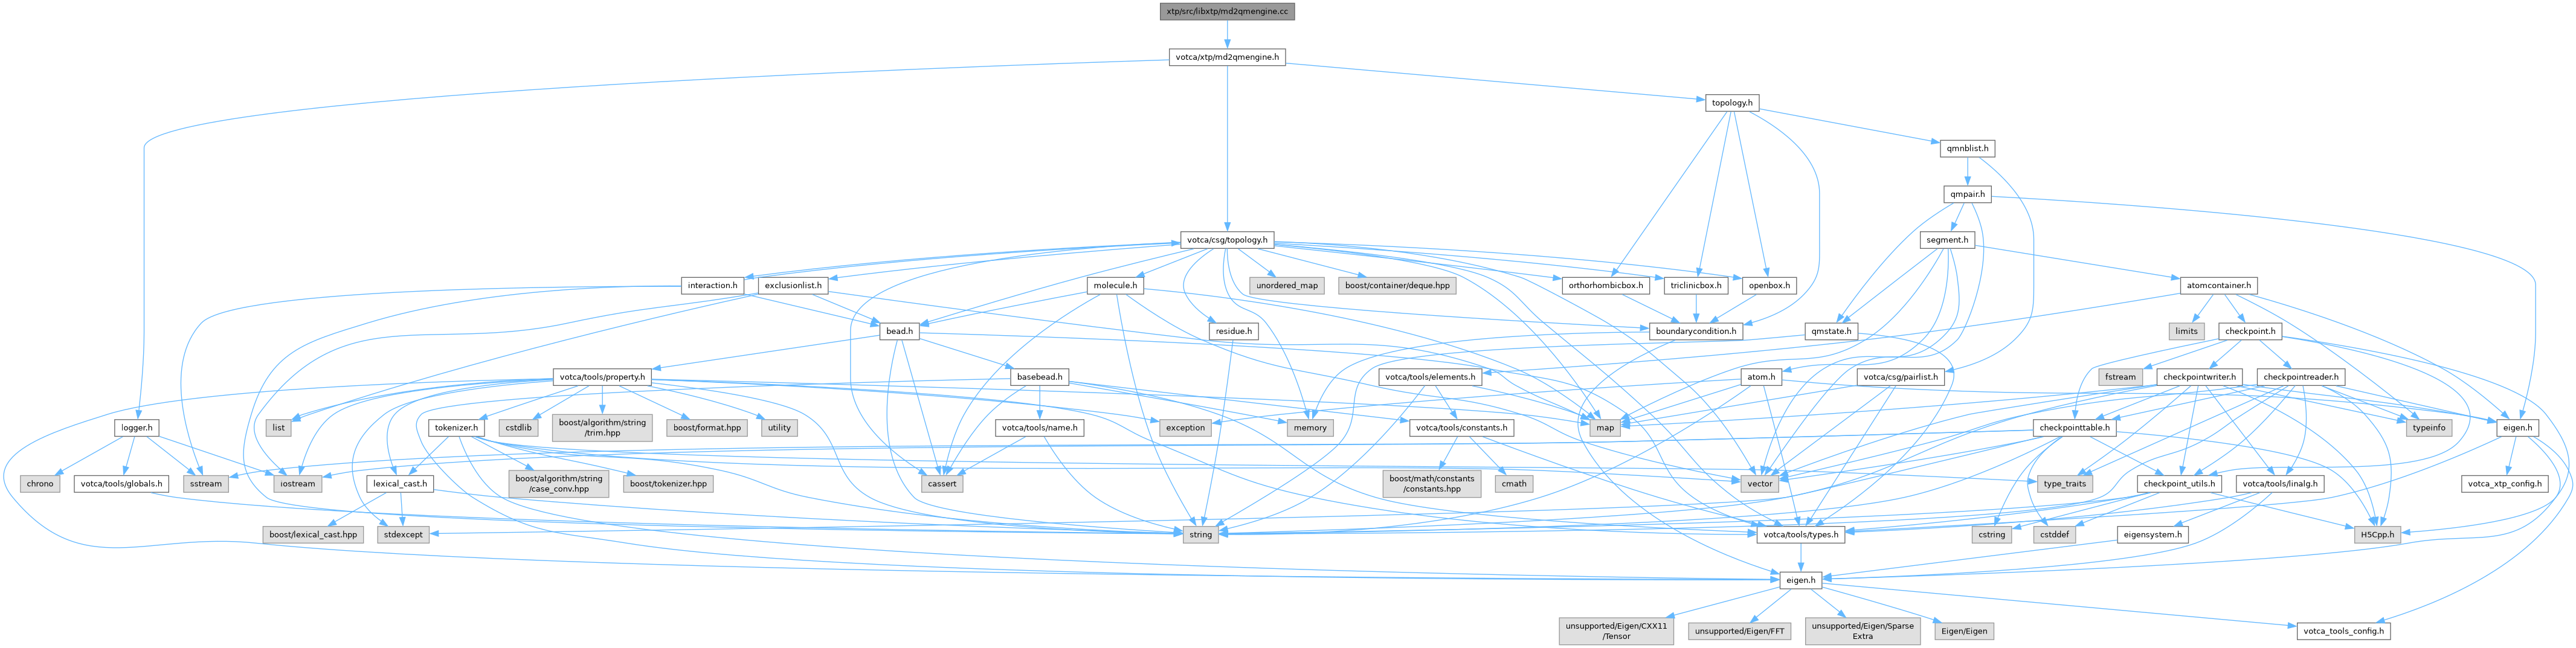 xtp/src/libxtp/md2qmengine.cc
votca/xtp/md2qmengine.h
topology.h
qmnblist.h
qmpair.h
votca/csg/topology.h
segment.h
interaction.h
exclusionlist.h
molecule.h
unordered_map
boost/container/deque.hpp
orthorhombicbox.h
triclinicbox.h
openbox.h
atomcontainer.h
bead.h
residue.h
boundarycondition.h
qmstate.h
limits
checkpoint.h
votca/tools/property.h
basebead.h
votca/tools/elements.h
atom.h
votca/csg/pairlist.h
fstream
checkpointwriter.h
checkpointreader.h
logger.h
list
tokenizer.h
cstdlib
boost/algorithm/string
/trim.hpp
boost/format.hpp
utility
votca/tools/name.h
exception
memory
votca/tools/constants.h
map
checkpointtable.h
typeinfo
eigen.h
chrono
votca/tools/globals.h
sstream
iostream
lexical_cast.h
boost/algorithm/string
/case_conv.hpp
boost/tokenizer.hpp
cassert
boost/math/constants
/constants.hpp
cmath
vector
type_traits
checkpoint_utils.h
votca/tools/linalg.h
votca_xtp_config.h
boost/lexical_cast.hpp
stdexcept
string
votca/tools/types.h
cstring
cstddef
eigensystem.h
H5Cpp.h
eigen.h
unsupported/Eigen/CXX11
/Tensor
unsupported/Eigen/FFT
unsupported/Eigen/Sparse
Extra
Eigen/Eigen
votca_tools_config.h